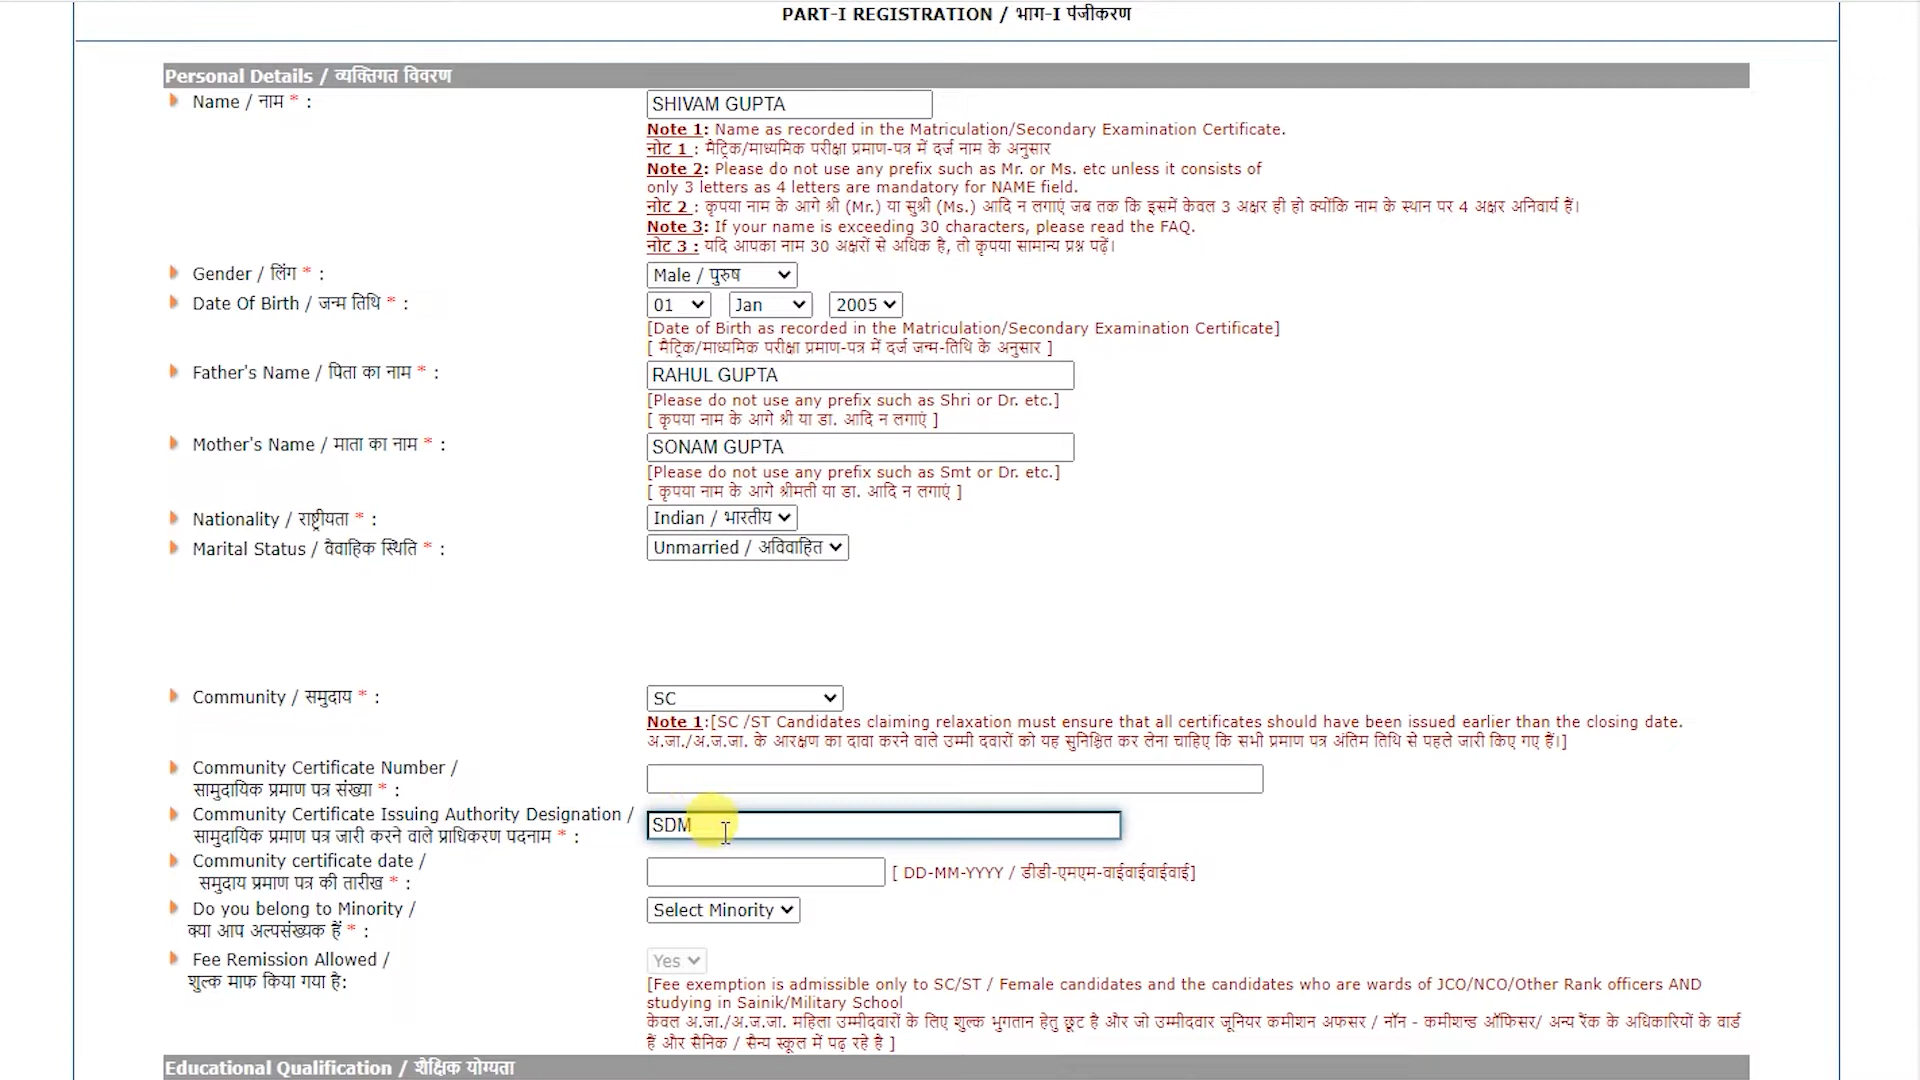 PART-I REGISTRATION / भाग-I पंजीकरण
Personal Details / व्यक्तिगत विवरण
Name / नाम * : SHIVAM GUPTA
Note 1: Name as recorded in the Matriculation/Secondary Examination Certificate.
नोट 1 : मैट्रिक/माध्यमिक परीक्षा प्रमाण-पत्र में दर्ज नाम के अनुसार
Note 2: Please do not use any prefix such as Mr. or Ms. etc unless it consists of
only 3 letters as 4 letters are mandatory for NAME field.
नोट 2 : कृपया नाम के आगे श्री (Mr.) या सुश्री (Ms.) आदि न लगाएं जब तक कि इसमें केवल 3 अक्षर ही हो क्योंकि नाम के स्थान पर 4 अक्षर अनिवार्य हैं।
Note 3: If your name is exceeding 30 characters, please read the FAQ.
नोट 3 : यदि आपका नाम 30 अक्षरों से अधिक है, तो कृपया सामान्य प्रश्न पढ़ें।
Gender / लिंग * : Male / पुरुष
Date Of Birth / जन्म तिथि * : 01 Jan 2005
[Date of Birth as recorded in the Matriculation/Secondary Examination Certificate]
[ मैट्रिक/माध्यमिक परीक्षा प्रमाण-पत्र में दर्ज जन्म-तिथि के अनुसार ]
Father's Name / पिता का नाम * : RAHUL GUPTA
[Please do not use any prefix such as Shri or Dr. etc.]
[ कृपया नाम के आगे श्री या डा. आदि न लगाएं ]
Mother's Name / माता का नाम * : SONAM GUPTA
[Please do not use any prefix such as Smt or Dr. etc.]
[ कृपया नाम के आगे श्रीमती या डा. आदि न लगाएं ]
Nationality / राष्ट्रीयता * : Indian / भारतीय
Marital Status / वैवाहिक स्थिति * : Unmarried / अविवाहित
Community / समुदाय * : SC
Note 1:[SC /ST Candidates claiming relaxation must ensure that all certificates should have been issued earlier than the closing date.
अ.जा./अ.ज.जा. के आरक्षण का दावा करने वाले उम्मी दवारों को यह सुनिश्चित कर लेना चाहिए कि सभी प्रमाण पत्र अंतिम तिथि से पहले जारी किए गए हैं।]
Community Certificate Number /
सामुदायिक प्रमाण पत्र संख्या * :
Community Certificate Issuing Authority Designation / SDM
सामुदायिक प्रमाण पत्र जारी करने वाले प्राधिकरण पदनाम * :
Community certificate date / [ DD-MM-YYYY / डीडी-एमएम-वाईवाईवाईवाई]
समुदाय प्रमाण पत्र की तारीख * :
Do you belong to Minority / Select Minority
क्या आप अल्पसंख्यक हैं * :
Fee Remission Allowed / Yes
शुल्क माफ किया गया है:
[Fee exemption is admissible only to SC/ST / Female candidates and the candidates who are wards of JCO/NCO/Other Rank officers AND
studying in Sainik/Military School
केवल अ.जा./अ.ज.जा. महिला उम्मीदवारों के लिए शुल्क भुगतान हेतु छूट है और जो उम्मीदवार जूनियर कमीशन अफसर / नॉन - कमीशन्ड ऑफिसर/ अन्य रैंक के अधिकारियों के वार्ड
हैं और सैनिक / सैन्य स्कूल में पढ़ रहे है ]
Educational Qualification / शैक्षिक योग्यता